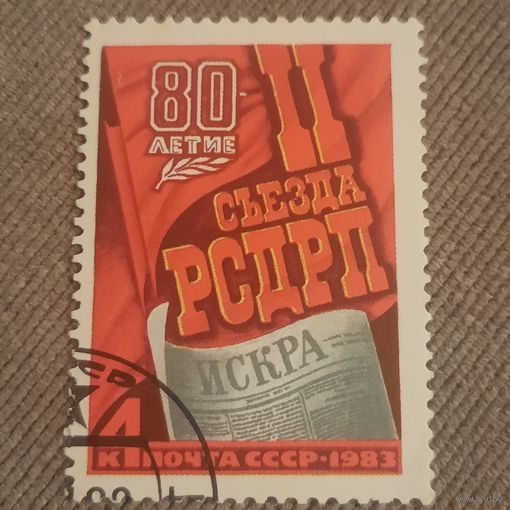 80-
ЛЕТИЕ
II
СЪЕЗДА
РСДРП
ИСКРА
4
К ПОЧТА СССР·1983